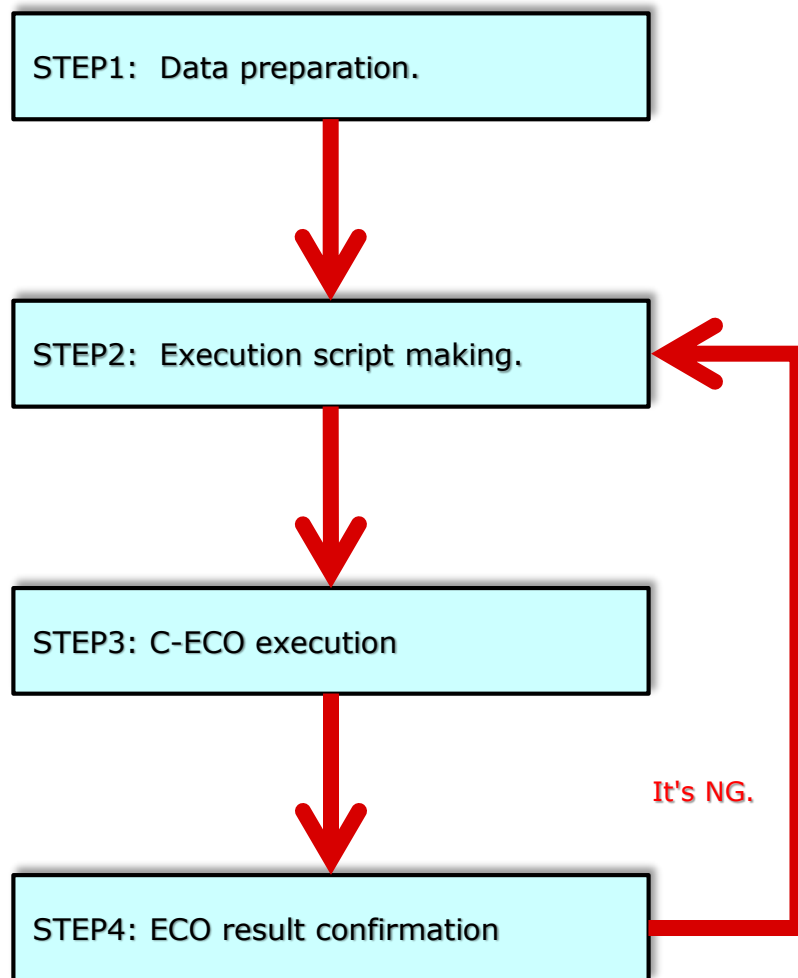 STEP1:  Data preparation.
STEP2:  Execution script making.
STEP3: C-ECO execution
It's NG.
STEP4: ECO result confirmation